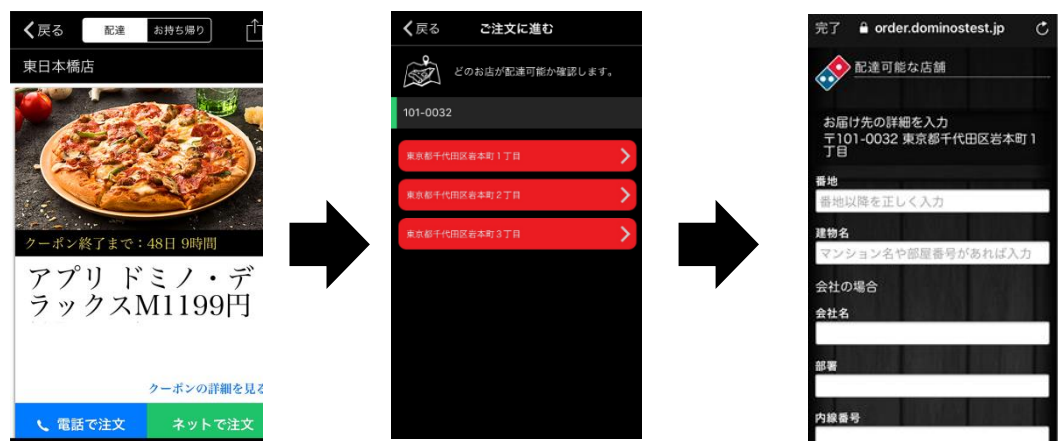 戻る 配達 お持ち帰り
東日本橋店
クーポン終了まで：48日 9時間
アプリ ドミノ・デ
ラックスM1199円
クーポンの詳細を見る
電話で注文 ネットで注文
戻る ご注文に進む
どのお店が配達可能か確認します。
101-0032
東京都千代田区岩本町１丁目
東京都千代田区岩本町２丁目
東京都千代田区岩本町３丁目
完了 order.dominostest.jp
配達可能な店舗
お届け先の詳細を入力
〒101-0032 東京都千代田区岩本町１
丁目
番地
番地以降を正しく入力
建物名
マンション名や部屋番号があれば入力
会社の場合
会社名
部署
内線番号